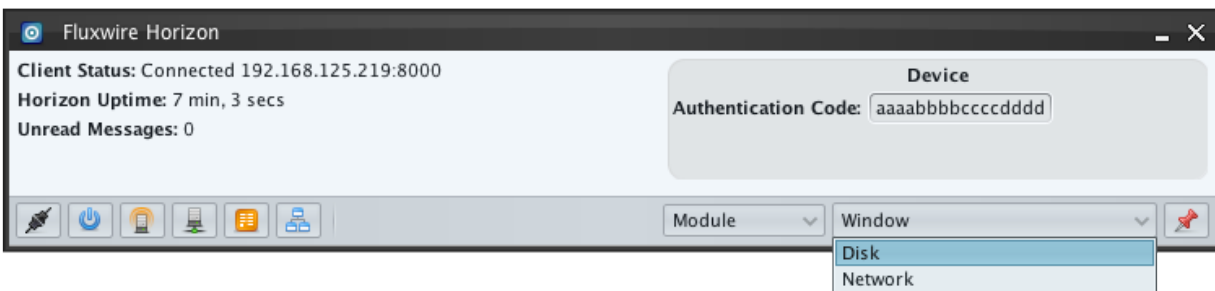 Fluxwire Horizon
Client Status: Connected 192.168.125.219:8000
Horizon Uptime: 7 min, 3 secs
Unread Messages: 0
Device
Authentication Code: aaaabbbbccccdddd
Module
Window
Disk
Network